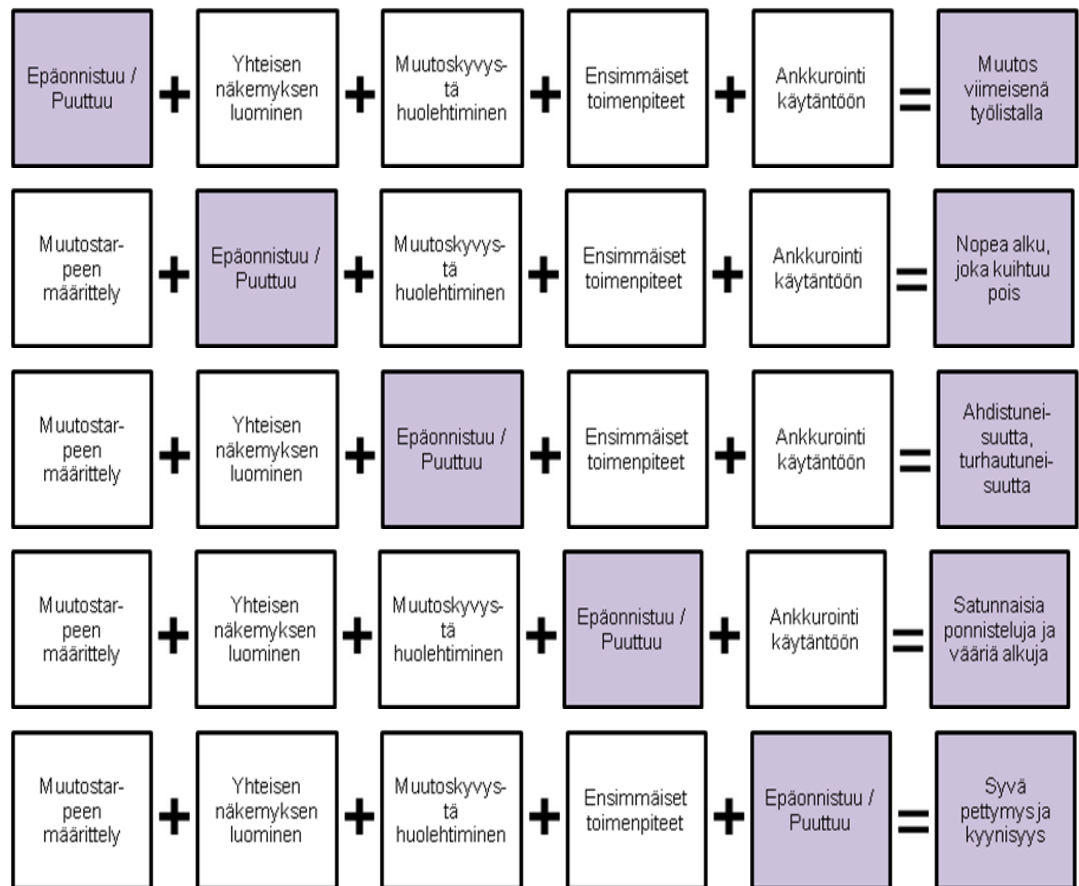 Epäonnistuu /
Puuttuu
+
Yhteisen
näkemyksen
luominen
+
Muutoskyvys-
tä
huolehtiminen
+
Ensimmäiset
toimenpiteet
+
Ankkurointi
käytäntöön
=
Muutos
viimeisenä
työlistalla
Muutostar-
peen
määrittely
+
Epäonnistuu /
Puuttuu
+
Muutoskyvys-
tä
huolehtiminen
+
Ensimmäiset
toimenpiteet
+
Ankkurointi
käytäntöön
=
Nopea alku,
joka kuihtuu
pois
Muutostar-
peen
määrittely
+
Yhteisen
näkemyksen
luominen
+
Epäonnistuu /
Puuttuu
+
Ensimmäiset
toimenpiteet
+
Ankkurointi
käytäntöön
=
Ahdistunei-
suutta,
turhautunei-
suutta
Muutostar-
peen
määrittely
+
Yhteisen
näkemyksen
luominen
+
Muutoskyvys-
tä
huolehtiminen
+
Epäonnistuu /
Puuttuu
+
Ankkurointi
käytäntöön
=
Satunnaisia
ponnisteluja ja
vääriä alkuja
Muutostar-
peen
määrittely
+
Yhteisen
näkemyksen
luominen
+
Muutoskyvys-
tä
huolehtiminen
+
Ensimmäiset
toimenpiteet
+
Epäonnistuu /
Puuttuu
=
Syvä
pettymys ja
kyynisyys